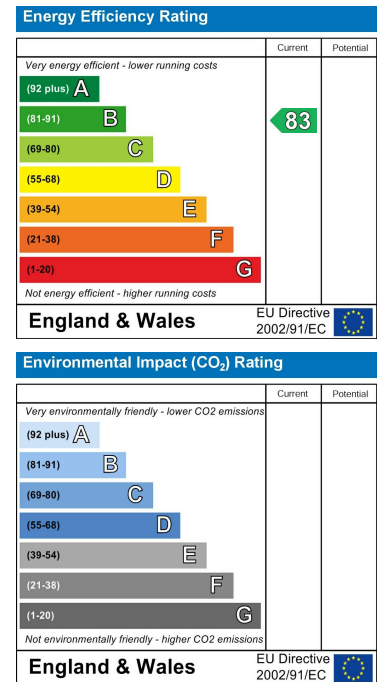 Energy Efficiency Rating
Current Potential
Very energy efficient - lower running costs
(92 plus) A
(81-91) B
83
(69-80) C
(55-68) D
(39-54) E
(21-38) F
(1-20) G
Not energy efficient - higher running costs
England & Wales
EU Directive
2002/91/EC
Environmental Impact (CO₂) Rating
Current Potential
Very environmentally friendly - lower CO2 emissions
(92 plus) A
(81-91) B
(69-80) C
(55-68) D
(39-54) E
(21-38) F
(1-20) G
Not environmentally friendly - higher CO2 emissions
England & Wales
EU Directive
2002/91/EC